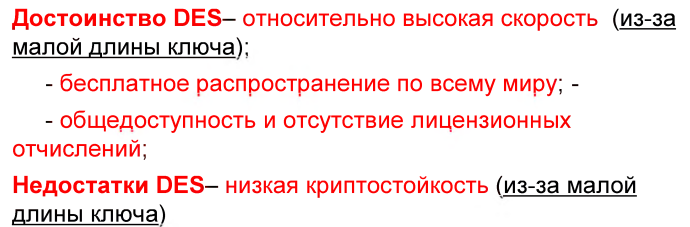 Достоинство DES– относительно высокая скорость (из-за
малой длины ключа);
- бесплатное распространение по всему миру; -
- общедоступность и отсутствие лицензионных
отчислений;
Недостатки DES– низкая криптостойкость (из-за малой
длины ключа)